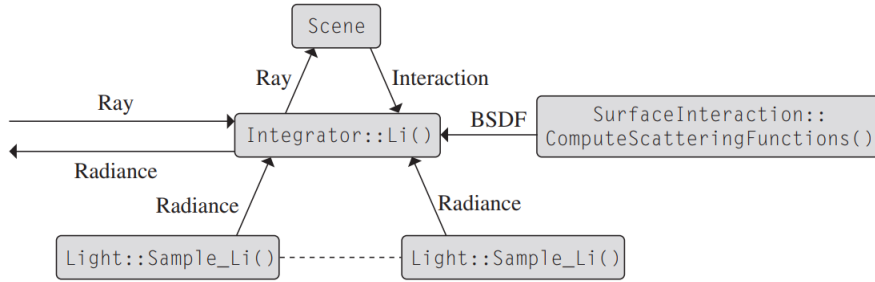 Scene
Ray
Interaction
Ray
BSDF
SurfaceInteraction::
ComputeScatteringFunctions()
Integrator::Li()
Radiance
Radiance
Radiance
Light::Sample_Li()
Light::Sample_Li()